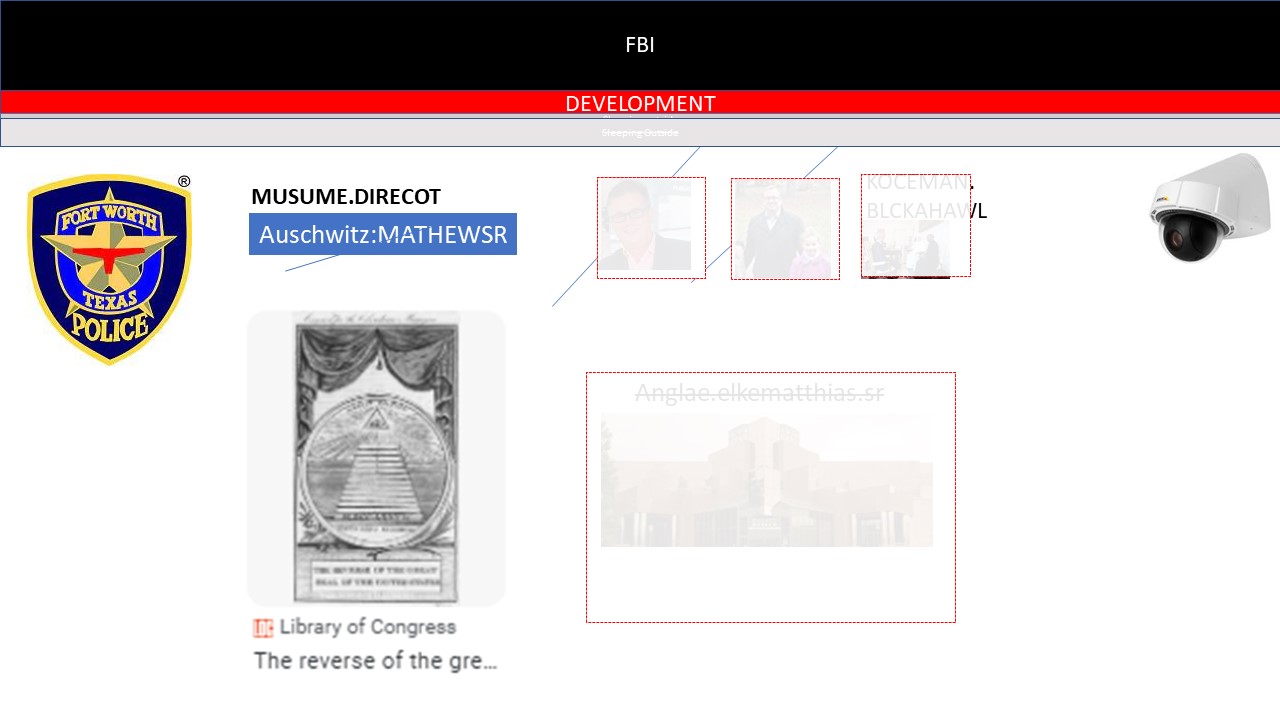 FBI
DEVELOPMENT
Sleeping Outside
®
FORT WORTH
TEXAS
POLICE
MUSUME.DIRECOT
Auschwitz:MATHEWSR
KOCEMAN.
BLCKAHAWL
Anglae.elkematthias.sr
THE REVERSE OF THE GREAT
SEAL OF THE UNITED STATES
LOC Library of Congress
The reverse of the gre...